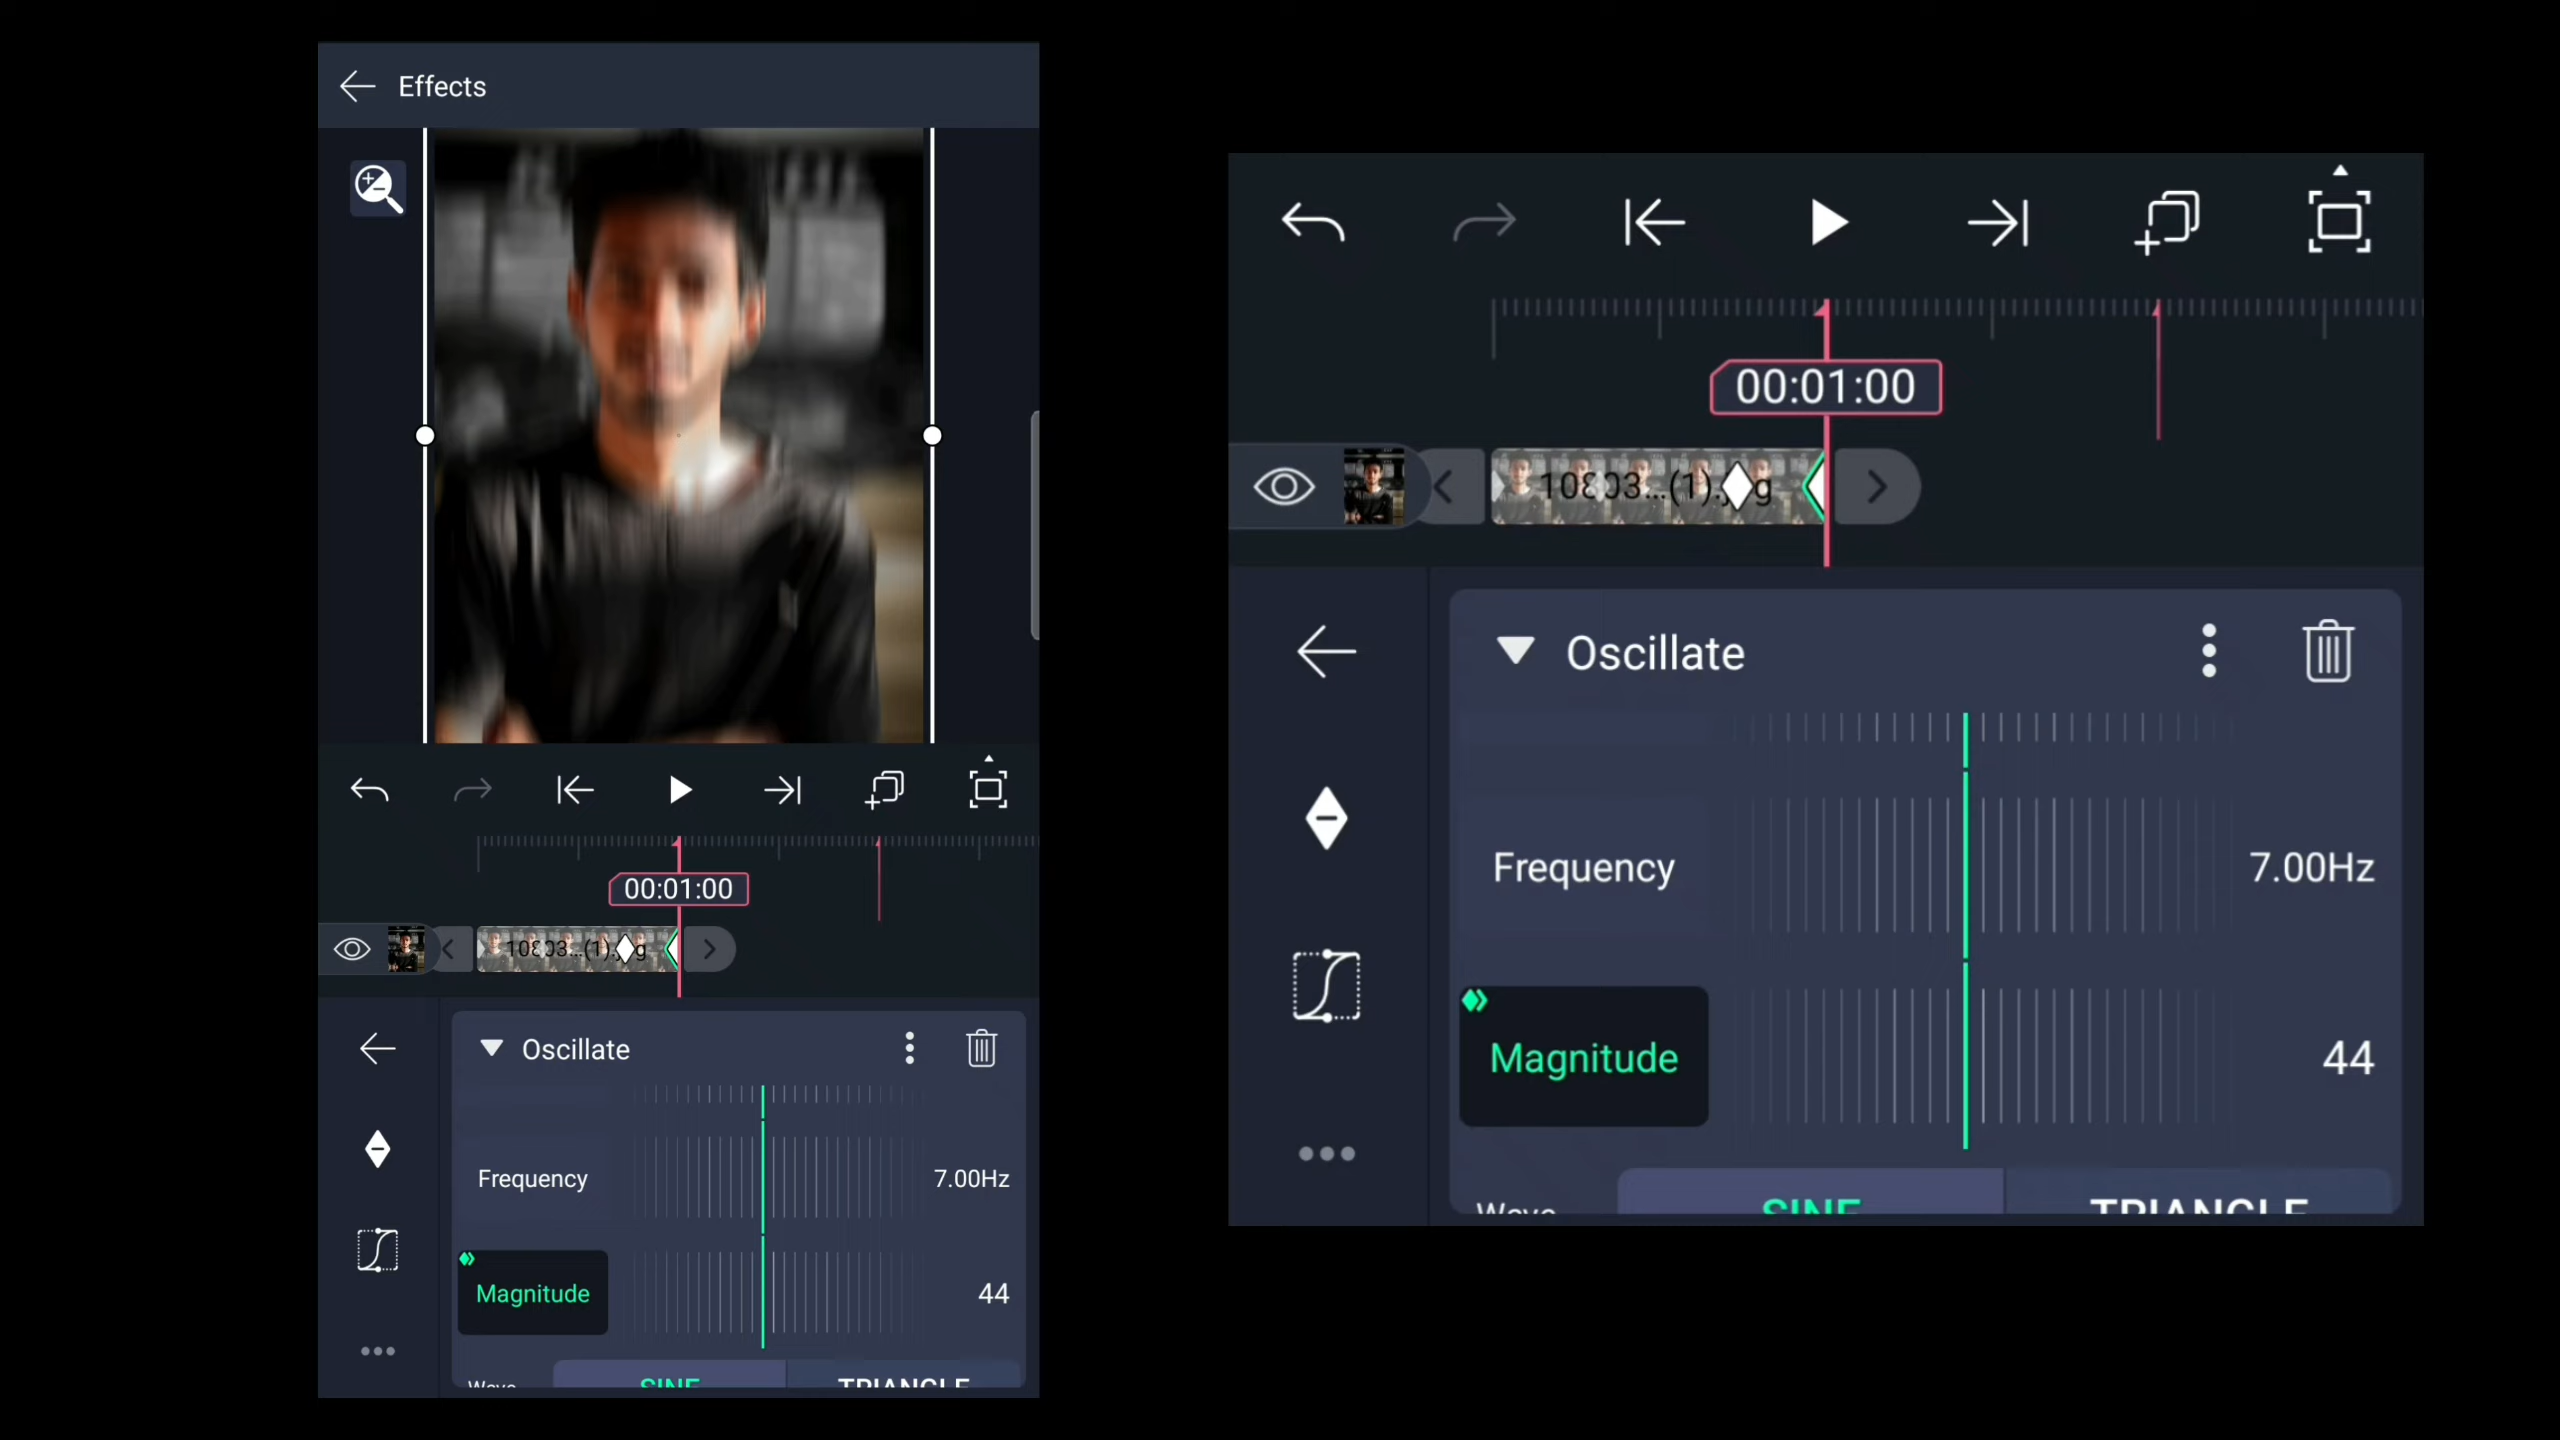 Effects
00:01:00
Oscillate
Frequency
7.00Hz
Magnitude
44
Wave
SINE
TRIANGLE
00:01:00
Oscillate
Frequency
7.00Hz
Magnitude
44
Wave
SINE
TRIANGLE